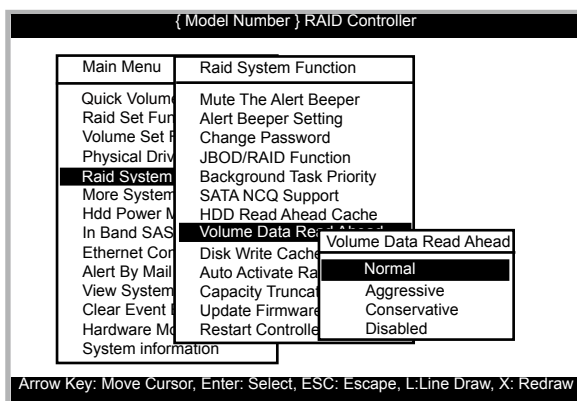 { Model Number } RAID Controller
Main Menu
Quick Volume
Raid Set Fun
Volume Set F
Physical Driv
Raid System
More System
Hdd Power M
In Band SAS
Ethernet Con
Alert By Mail
View System
Clear Event B
Hardware Mo
System information
Raid System Function
Mute The Alert Beeper
Alert Beeper Setting
Change Password
JBOD/RAID Function
Background Task Priority
SATA NCQ Support
HDD Read Ahead Cache
Volume Data Read Ahead
Disk Write Cache
Auto Activate Ra
Capacity Truncat
Update Firmware
Restart Controlle
Volume Data Read Ahead
Normal
Aggressive
Conservative
Disabled
Arrow Key: Move Cursor, Enter: Select, ESC: Escape, L:Line Draw, X: Redraw